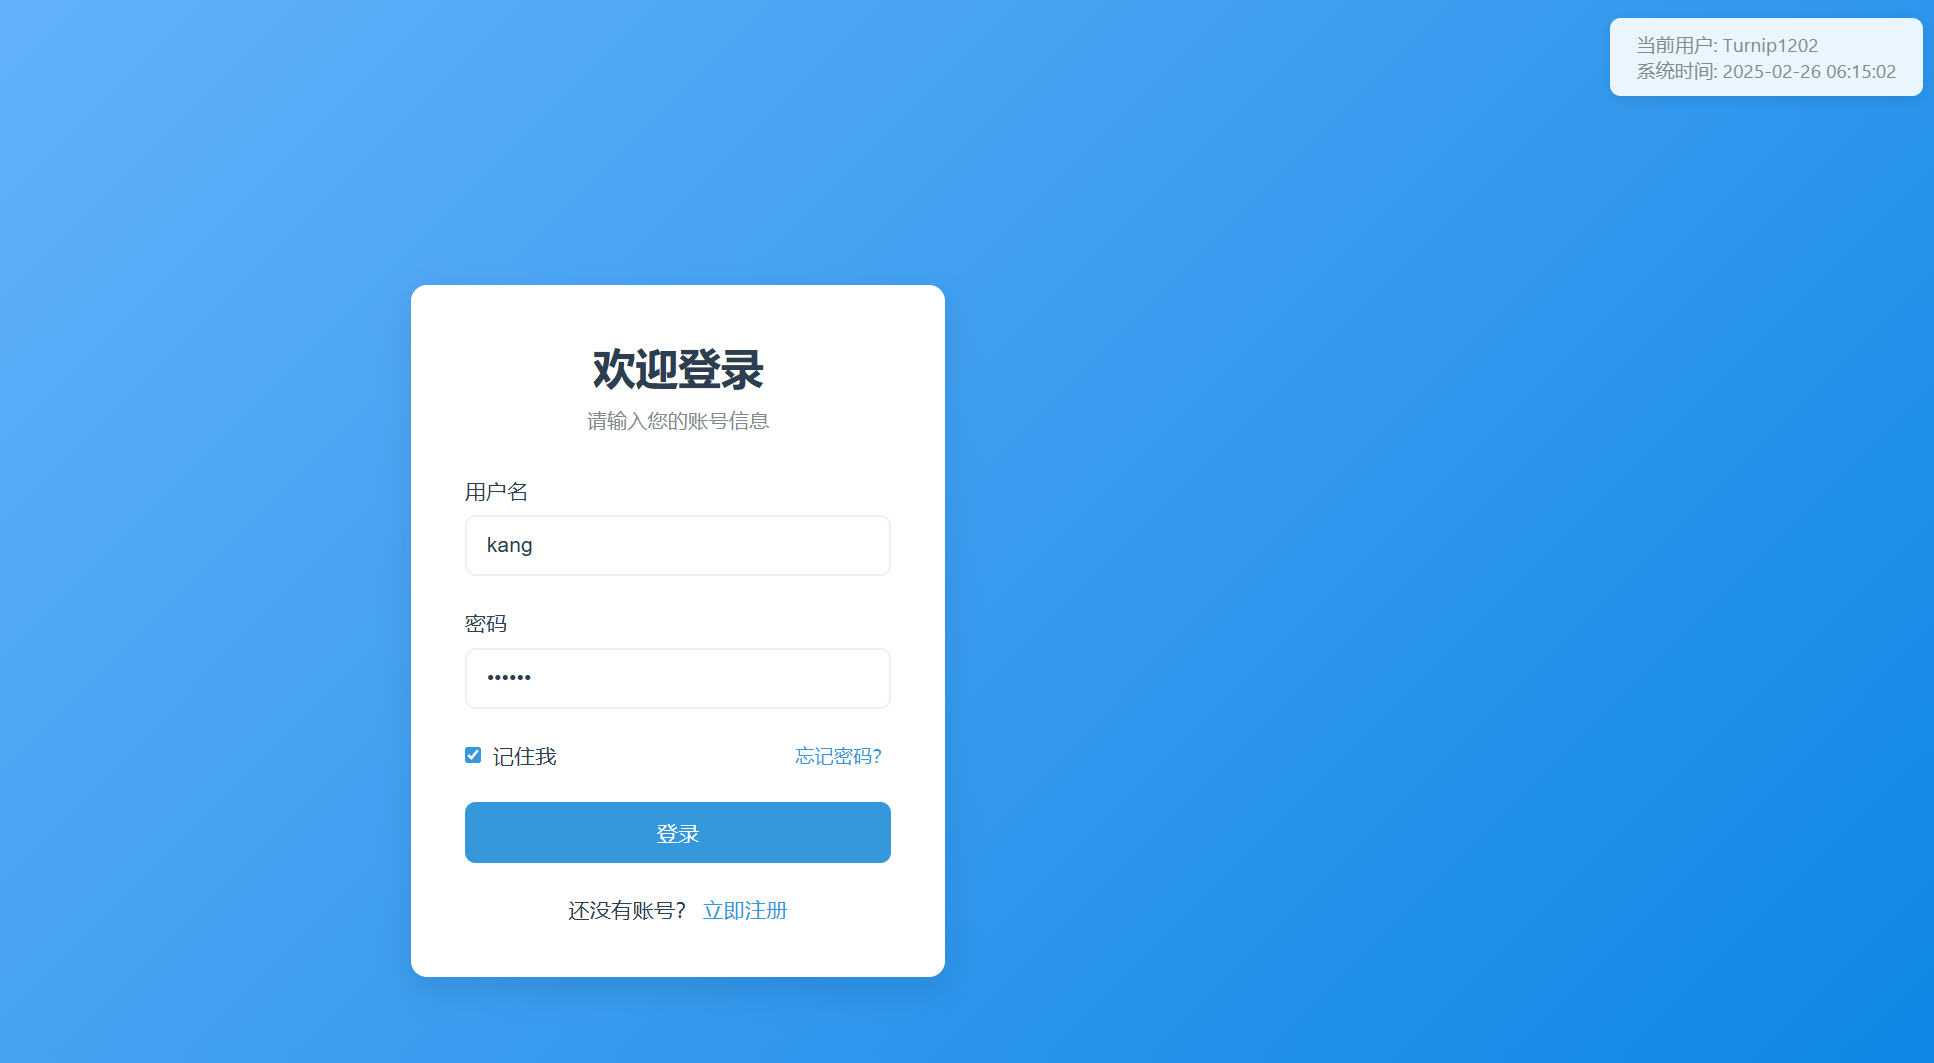 当前用户: Turnip1202
系统时间: 2025-02-26 06:15:02
欢迎登录
请输入您的账号信息
用户名
kang
密码
••••••
记住我 忘记密码?
登录
还没有账号? 立即注册